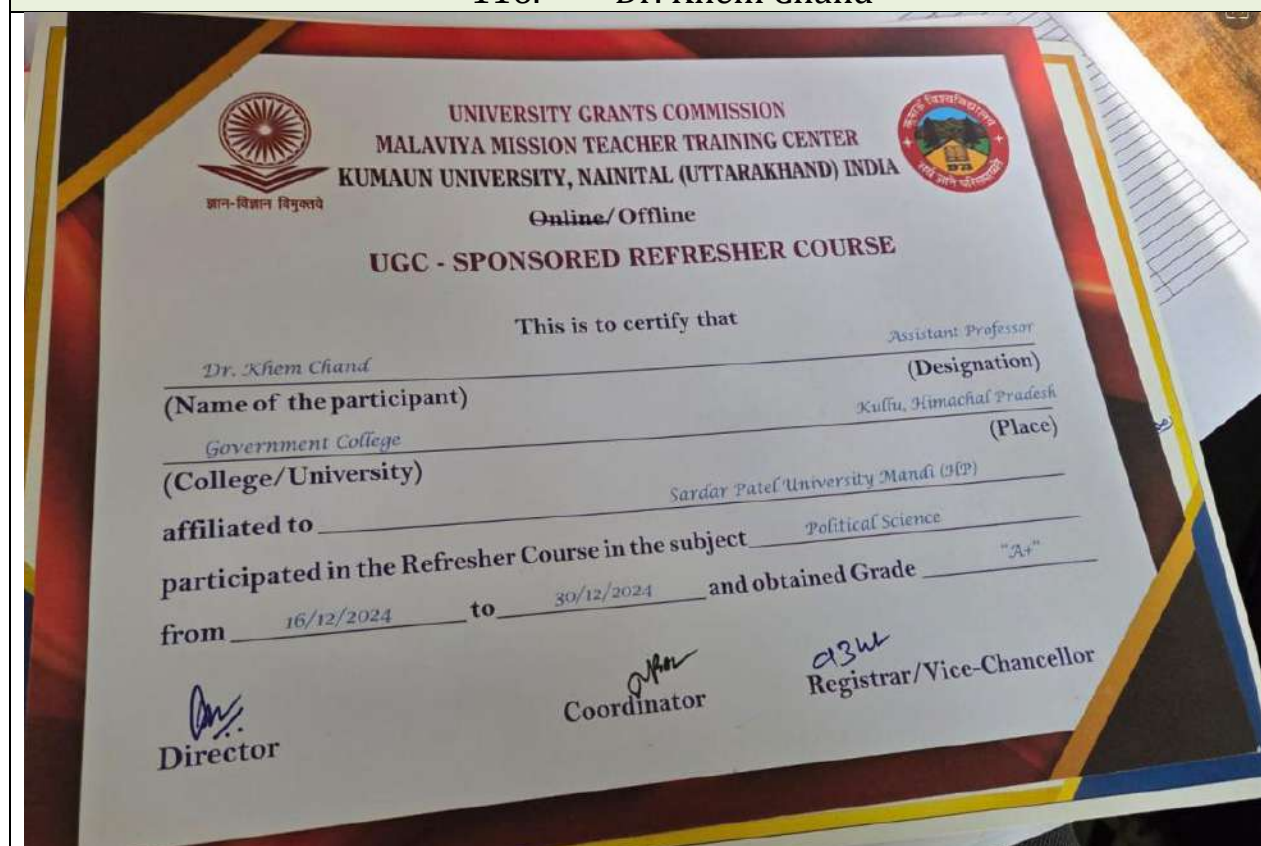 116. Dr. Khem Chand
UNIVERSITY GRANTS COMMISSION
MALAVIYA MISSION TEACHER TRAINING CENTER
KUMAUN UNIVERSITY, NAINITAL (UTTARAKHAND) INDIA
ज्ञान-विज्ञान विमुक्तये
Online/Offline
UGC - SPONSORED REFRESHER COURSE
This is to certify that
Dr. Khem Chand Assistant Professor
(Name of the participant) (Designation)
Government College Kullu, Himachal Pradesh
(College/University) (Place)
affiliated to Sardar Patel University Mandi (HP)
participated in the Refresher Course in the subject Political Science
from 16/12/2024 to 30/12/2024 and obtained Grade "A+"
Director Coordinator Registrar/Vice-Chancellor